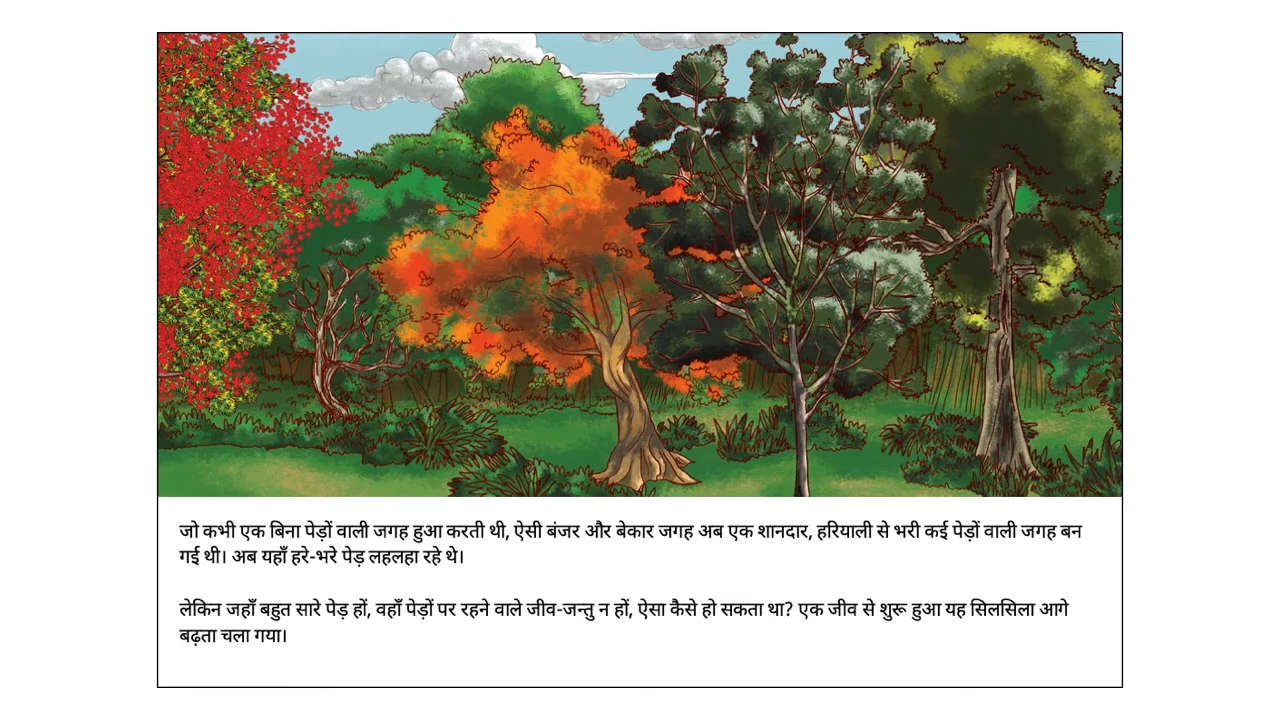 जो कभी एक बिना पेड़ों वाली जगह हुआ करती थी, ऐसी बंजर और बेकार जगह अब एक शानदार, हरियाली से भरी कई पेड़ों वाली जगह बन
गई थी। अब यहाँ हरे-भरे पेड़ लहलहा रहे थे।
लेकिन जहाँ बहुत सारे पेड़ हों, वहाँ पेड़ों पर रहने वाले जीव-जन्तु न हों, ऐसा कैसे हो सकता था? एक जीव से शुरू हुआ यह सिलसिला आगे
बढ़ता चला गया।